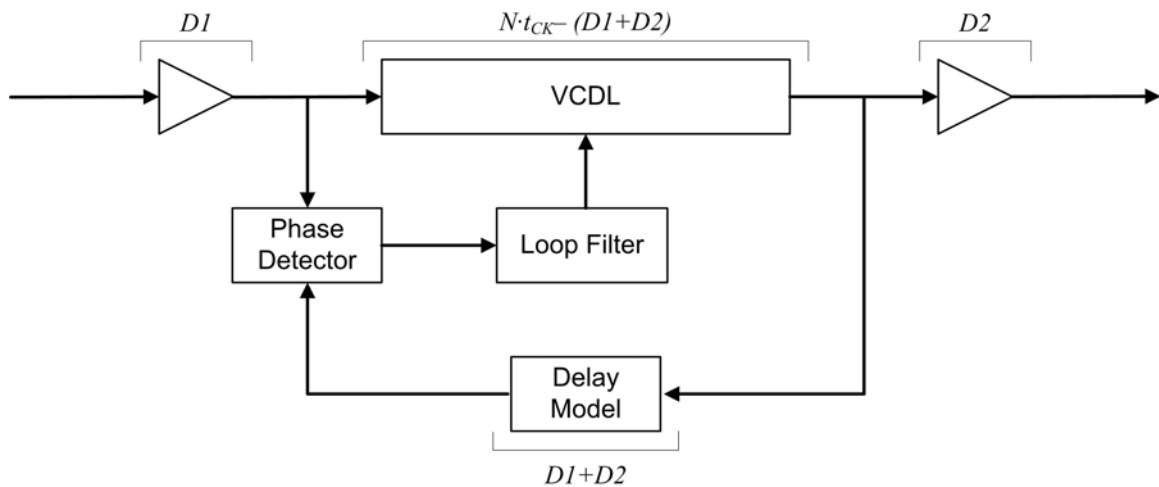 D1
N·tCK– (D1+D2)
D2
VCDL
Phase
Detector
Loop Filter
Delay
Model
D1+D2